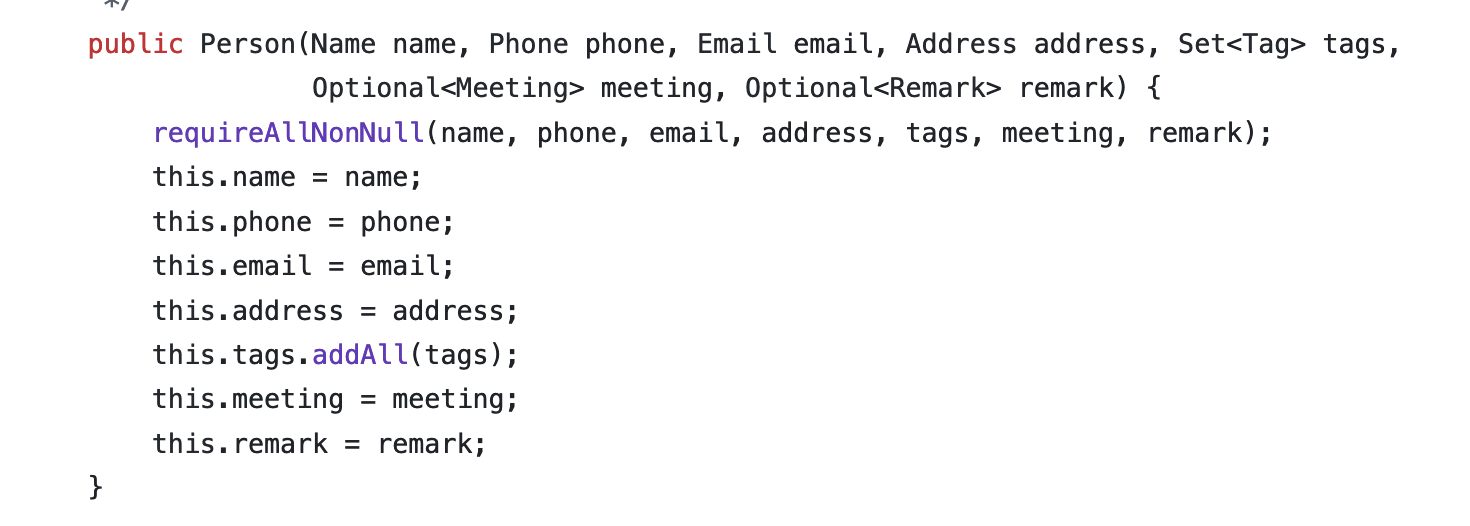 */
public Person(Name name, Phone phone, Email email, Address address, Set<Tag> tags,
Optional<Meeting> meeting, Optional<Remark> remark) {
requireAllNonNull(name, phone, email, address, tags, meeting, remark);
this.name = name;
this.phone = phone;
this.email = email;
this.address = address;
this.tags.addAll(tags);
this.meeting = meeting;
this.remark = remark;
}